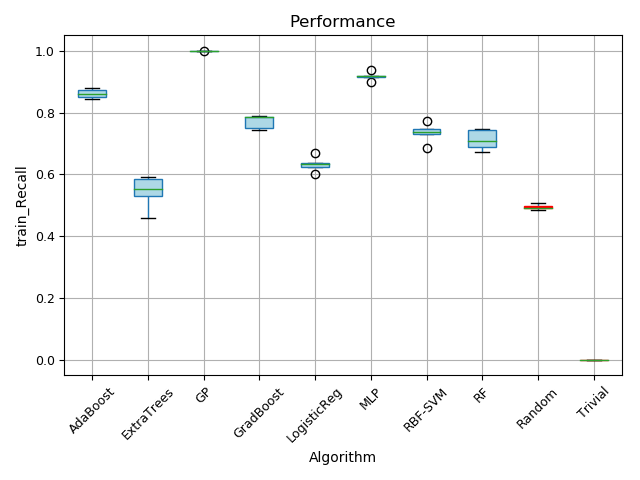 Performance
train_Recall
1.0
0.8
0.6
0.4
0.2
0.0
AdaBoost
ExtraTrees
GP
GradBoost
LogisticReg
MLP
RBF-SVM
RF
Random
Trivial
Algorithm